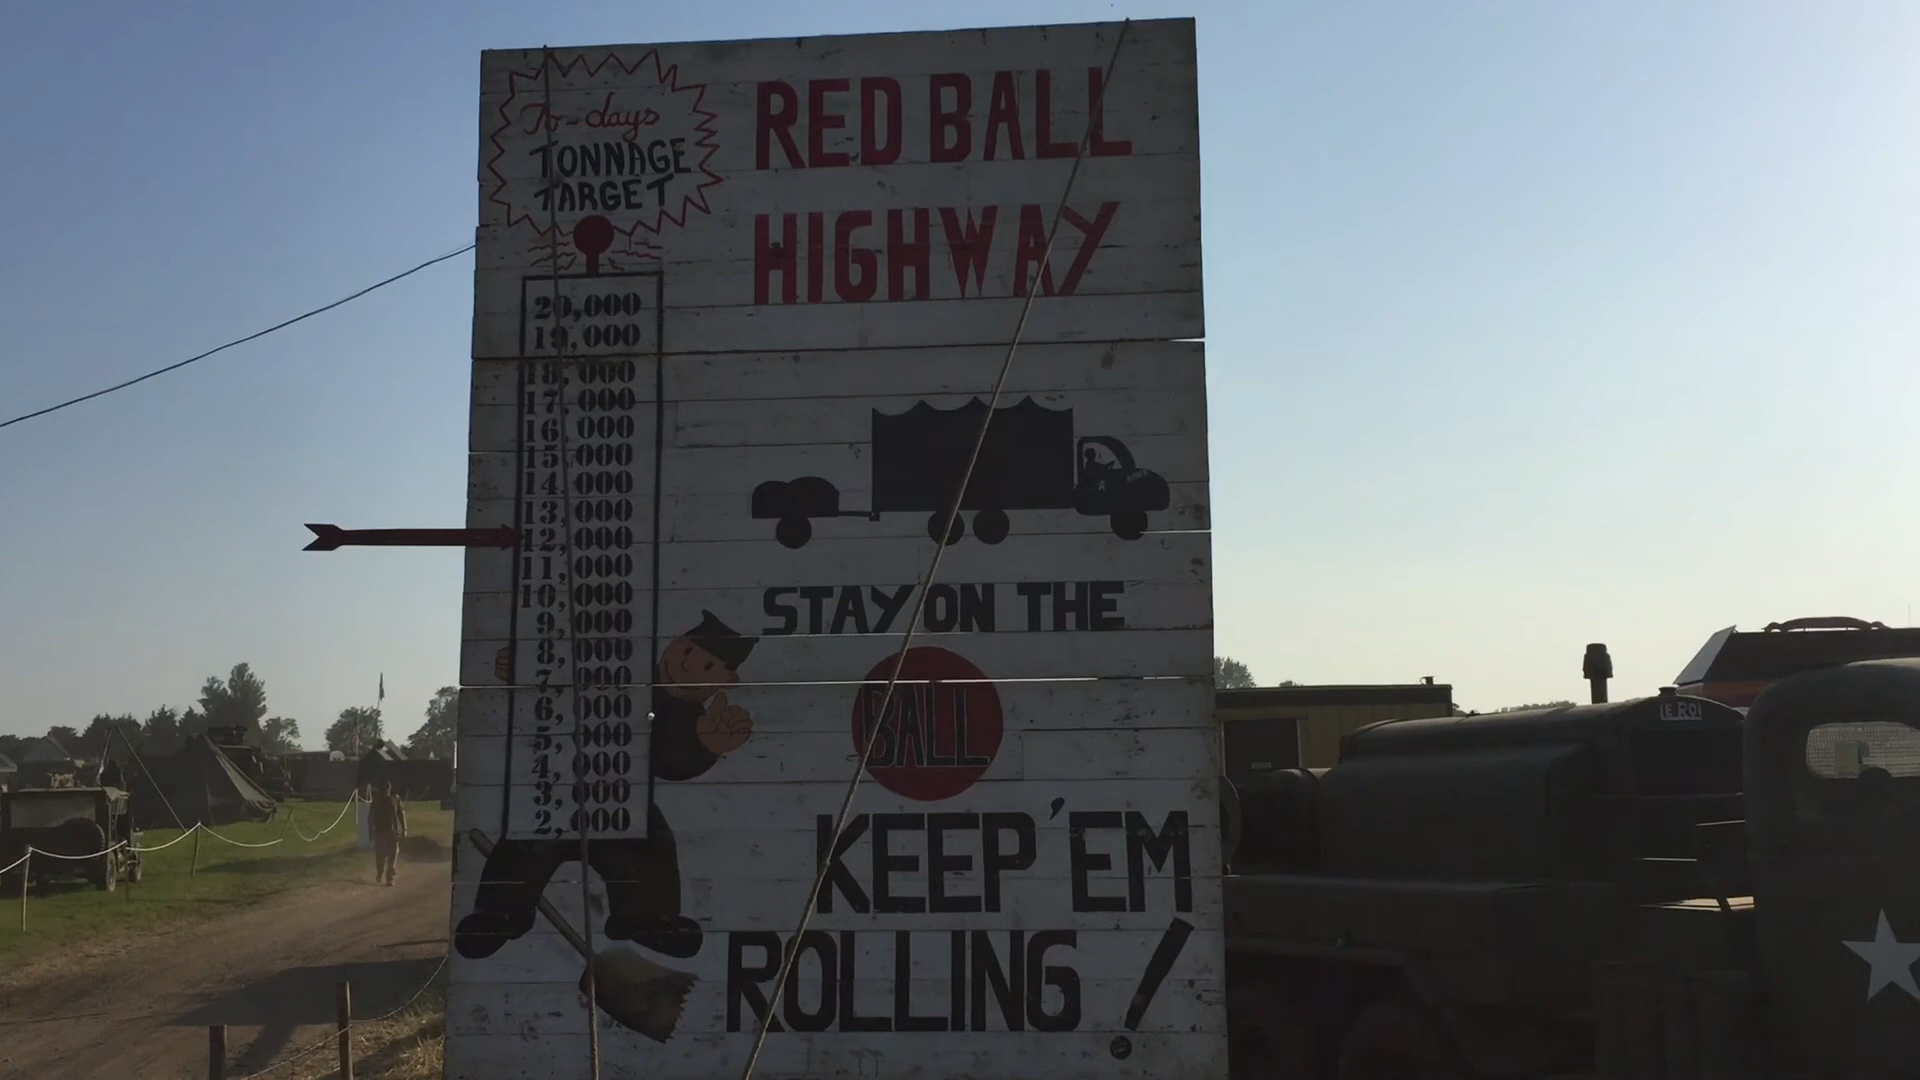 To-days
TONNAGE
TARGET
RED BALL
HIGHWAY
20,000
19,000
18,000
17,000
16,000
15,000
14,000
13,000
12,000
11,000
10,000
9,000
8,000
7,000
6,000
5,000
4,000
3,000
2,000
STAY ON THE
BALL
KEEP 'EM
ROLLING!